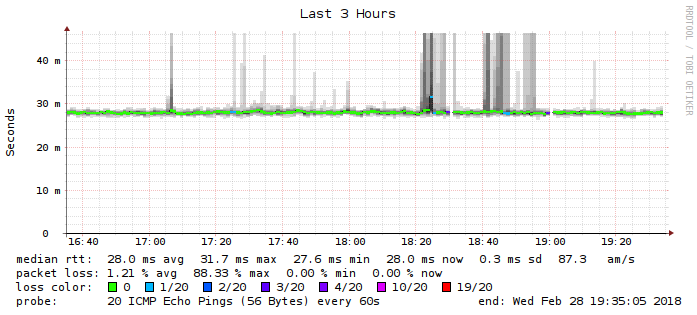 Last 3 Hours
RRDTOOL / TOBI OETIKER
Seconds
40 m
30 m
20 m
10 m
0
16:40 17:00 17:20 17:40 18:00 18:20 18:40 19:00 19:20
median rtt: 28.0 ms avg 31.7 ms max 27.6 ms min 28.0 ms now 0.3 ms sd 87.3 am/s
packet loss: 1.21 % avg 88.33 % max 0.00 % min 0.00 % now
loss color: 0 1/20 2/20 3/20 4/20 10/20 19/20
probe: 20 ICMP Echo Pings (56 Bytes) every 60s end: Wed Feb 28 19:35:05 2018